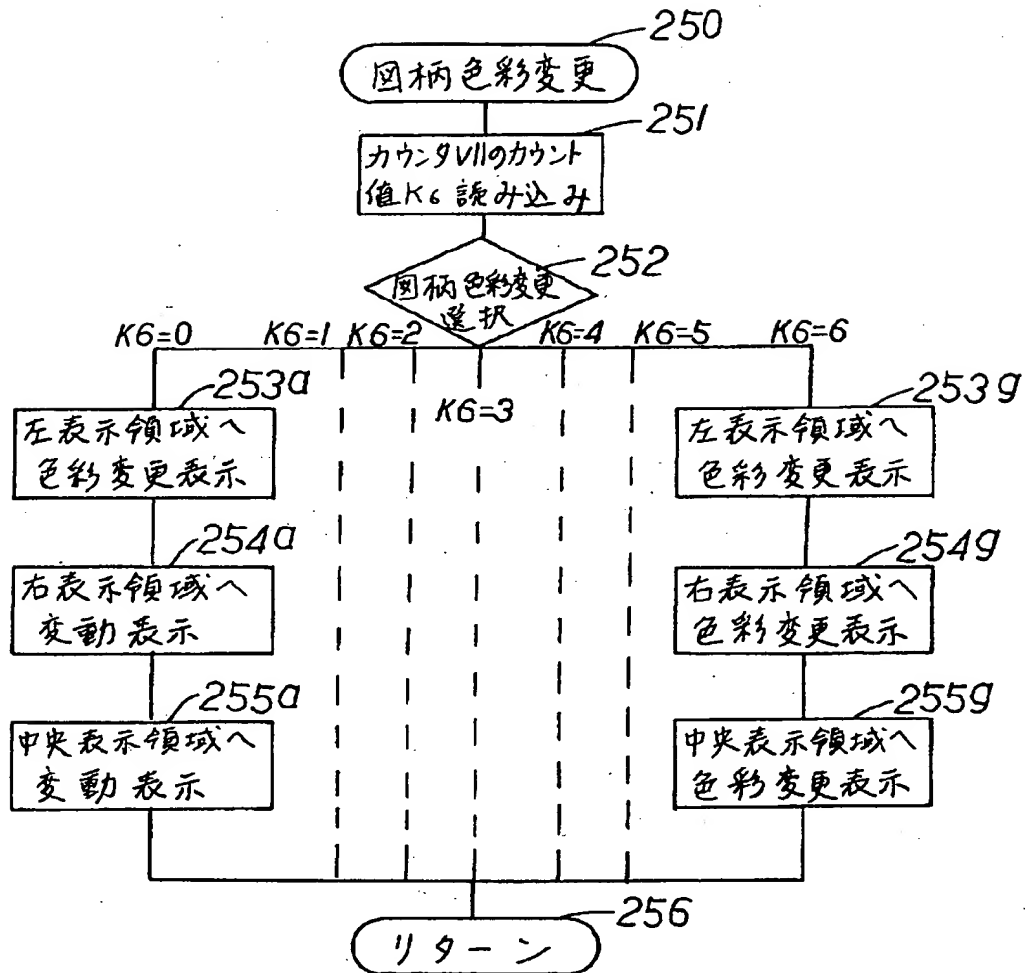 250
図柄色彩変更
251
カウンタVIIのカウント
値K6 読み込み
252
図柄色彩変更
選択
K6=0
K6=1
K6=2
K6=3
K6=4
K6=5
K6=6
253a
左表示領域へ
色彩変更表示
253g
左表示領域へ
色彩変更表示
254a
右表示領域へ
変動表示
254g
右表示領域へ
色彩変更表示
255a
中央表示領域へ
変動表示
255g
中央表示領域へ
色彩変更表示
256
リターン